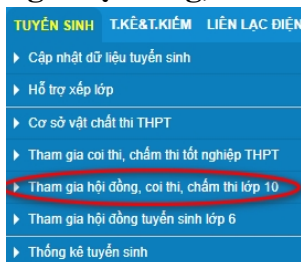 TUYỂN SINH T.KÊ&T.KIẾM LIÊN LẠC ĐIỆN
Cập nhật dữ liệu tuyển sinh
Hỗ trợ xếp lớp
Cơ sở vật chất thi THPT
Tham gia coi thi, chấm thi tốt nghiệp THPT
Tham gia hội đồng, coi thi, chấm thi lớp 10
Tham gia hội đồng tuyển sinh lớp 6
Thống kê tuyển sinh